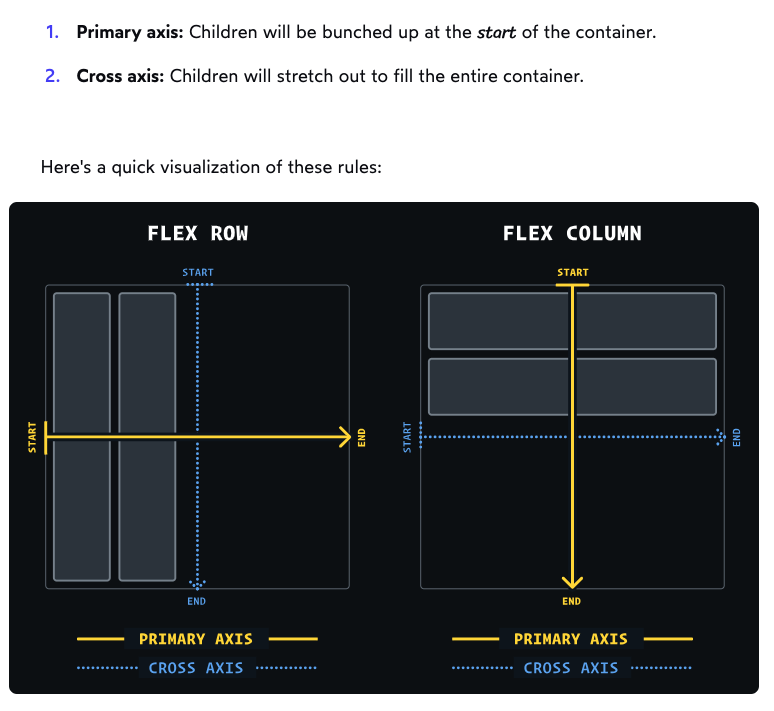 1. Primary axis: Children will be bunched up at the start of the container.
2. Cross axis: Children will stretch out to fill the entire container.
Here's a quick visualization of these rules:
FLEX ROW
START
START
END
END
PRIMARY AXIS
CROSS AXIS
FLEX COLUMN
START
START
END
END
PRIMARY AXIS
CROSS AXIS